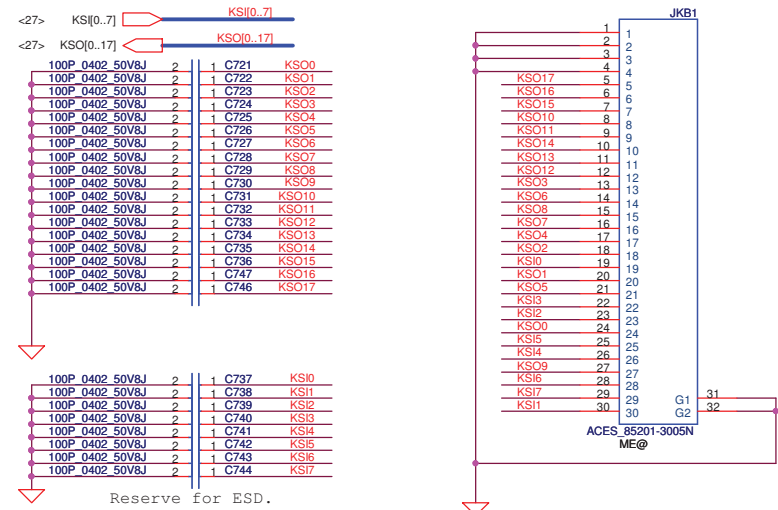 <27> KSI[0..7] KSI[0..7]
<27> KSO[0..17] KSO[0..17]
100P_0402_50V8J 2 1 C721 KSO0
100P_0402_50V8J 2 1 C722 KSO1
100P_0402_50V8J 2 1 C723 KSO2
100P_0402_50V8J 2 1 C724 KSO3
100P_0402_50V8J 2 1 C725 KSO4
100P_0402_50V8J 2 1 C726 KSO5
100P_0402_50V8J 2 1 C727 KSO6
100P_0402_50V8J 2 1 C728 KSO7
100P_0402_50V8J 2 1 C729 KSO8
100P_0402_50V8J 2 1 C730 KSO9
100P_0402_50V8J 2 1 C731 KSO10
100P_0402_50V8J 2 1 C732 KSO11
100P_0402_50V8J 2 1 C733 KSO12
100P_0402_50V8J 2 1 C734 KSO13
100P_0402_50V8J 2 1 C735 KSO14
100P_0402_50V8J 2 1 C736 KSO15
100P_0402_50V8J 2 1 C747 KSO16
100P_0402_50V8J 2 1 C746 KSO17
100P_0402_50V8J 2 1 C737 KSI0
100P_0402_50V8J 2 1 C738 KSI1
100P_0402_50V8J 2 1 C739 KSI2
100P_0402_50V8J 2 1 C740 KSI3
100P_0402_50V8J 2 1 C741 KSI4
100P_0402_50V8J 2 1 C742 KSI5
100P_0402_50V8J 2 1 C743 KSI6
100P_0402_50V8J 2 1 C744 KSI7
Reserve for ESD.
JKB1
1 1
2 2
3 3
4 4
KSO17 5 5
KSO16 6 6
KSO15 7 7
KSO10 8 8
KSO11 9 9
KSO14 10 10
KSO13 11 11
KSO12 12 12
KSO3 13 13
KSO6 14 14
KSO8 15 15
KSO7 16 16
KSO4 17 17
KSO2 18 18
KSI0 19 19
KSO1 20 20
KSO5 21 21
KSI3 22 22
KSI2 23 23
KSO0 24 24
KSI5 25 25
KSI4 26 26
KSO9 27 27
KSI6 28 28
KSI7 29 29 G1 31
KSI1 30 30 G2 32
ACES_85201-3005N
ME@